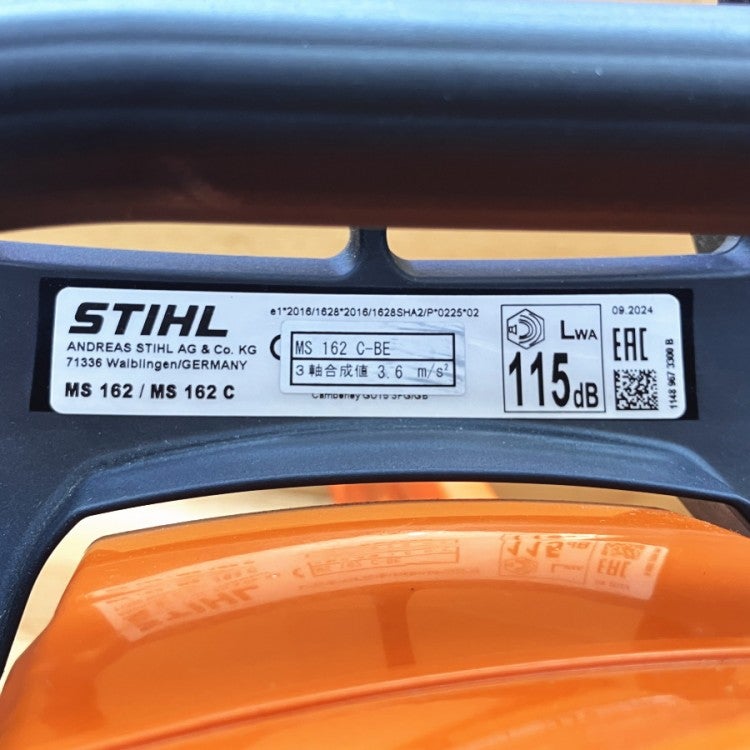 STIHL
ANDREAS STIHL AG & Co. KG
71336 Waiblingen/GERMANY
MS 162 / MS 162 C
e1*2016/1628*2016/1628SHA2/P*0225*02
MS 162 C-BE
3軸合成値 3.6 m/s²
Camberley GU15 3FG/GB
LWA
115dB
09.2024
EAC
1148 967 3300 B